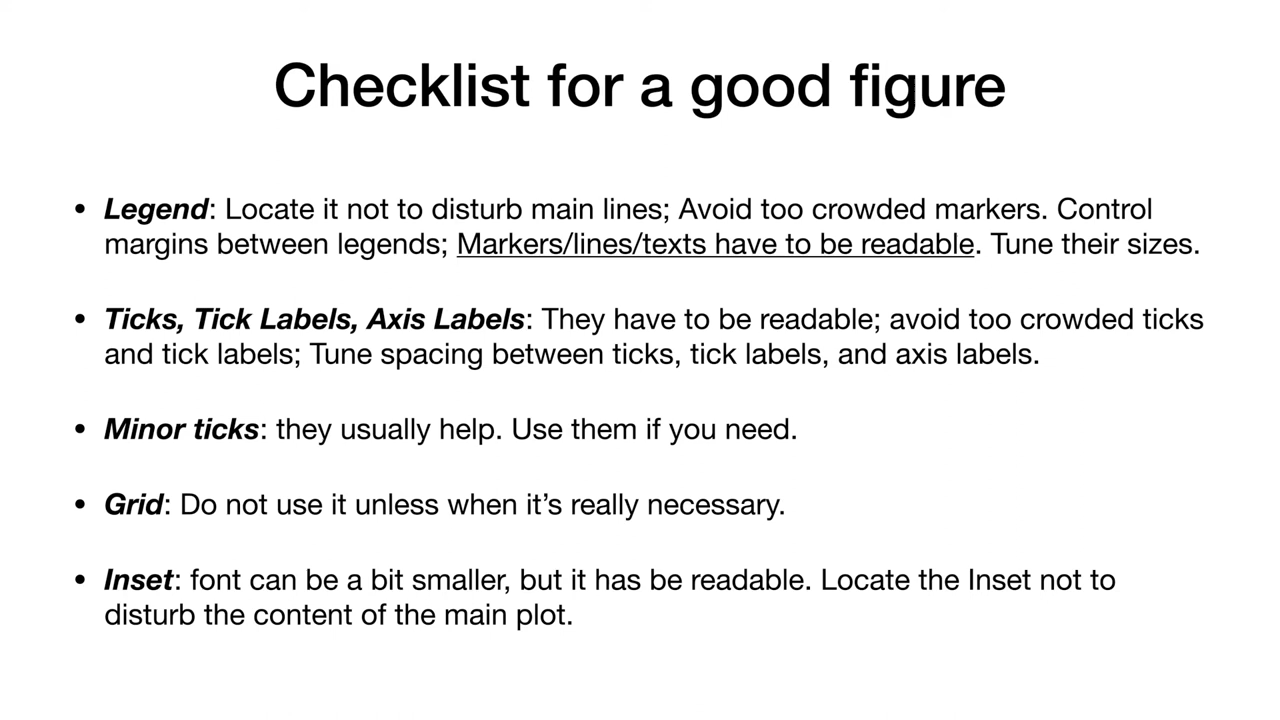 Checklist for a good figure
• Legend: Locate it not to disturb main lines; Avoid too crowded markers. Control
margins between legends; Markers/lines/texts have to be readable. Tune their sizes.
• Ticks, Tick Labels, Axis Labels: They have to be readable; avoid too crowded ticks
and tick labels; Tune spacing between ticks, tick labels, and axis labels.
• Minor ticks: they usually help. Use them if you need.
• Grid: Do not use it unless when it’s really necessary.
• Inset: font can be a bit smaller, but it has be readable. Locate the Inset not to
disturb the content of the main plot.